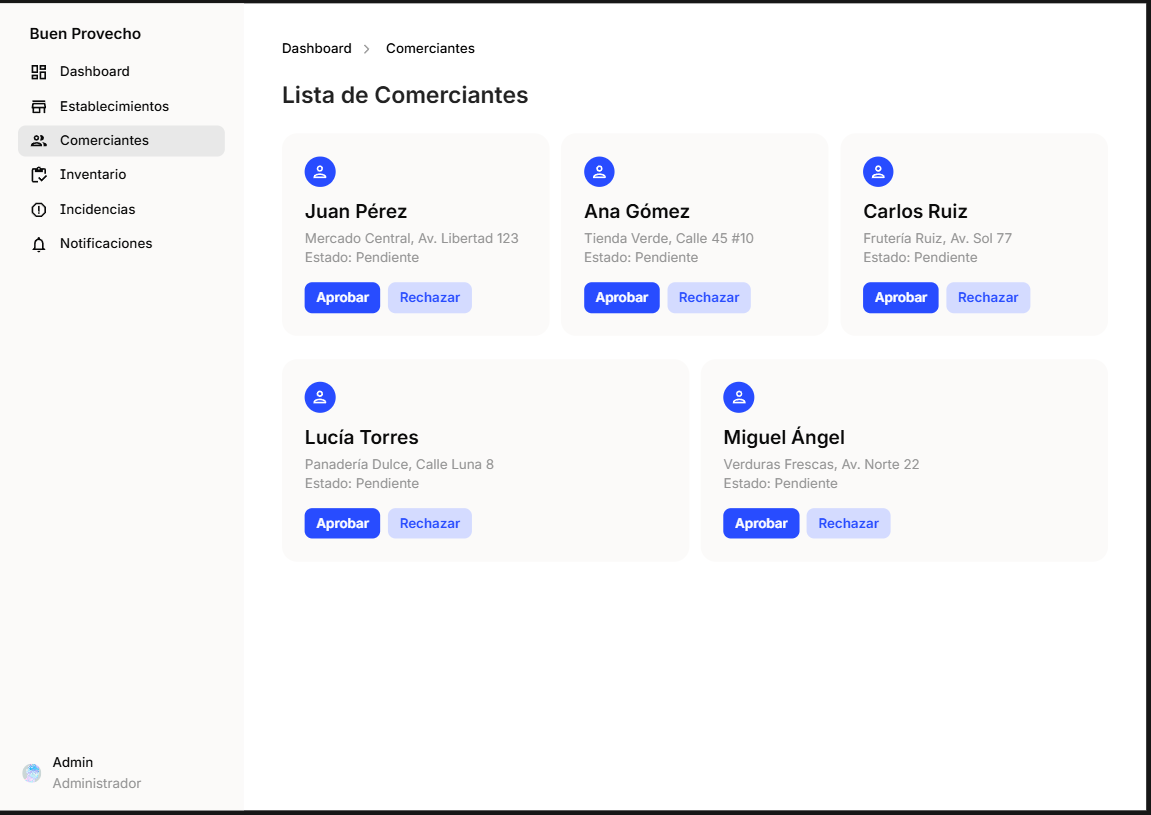 Buen Provecho
Dashboard
Establecimientos
Comerciantes
Inventario
Incidencias
Notificaciones
Admin
Administrador
Dashboard > Comerciantes
Lista de Comerciantes
Juan Pérez
Mercado Central, Av. Libertad 123
Estado: Pendiente
Aprobar Rechazar
Ana Gómez
Tienda Verde, Calle 45 #10
Estado: Pendiente
Aprobar Rechazar
Carlos Ruiz
Frutería Ruiz, Av. Sol 77
Estado: Pendiente
Aprobar Rechazar
Lucía Torres
Panadería Dulce, Calle Luna 8
Estado: Pendiente
Aprobar Rechazar
Miguel Ángel
Verduras Frescas, Av. Norte 22
Estado: Pendiente
Aprobar Rechazar